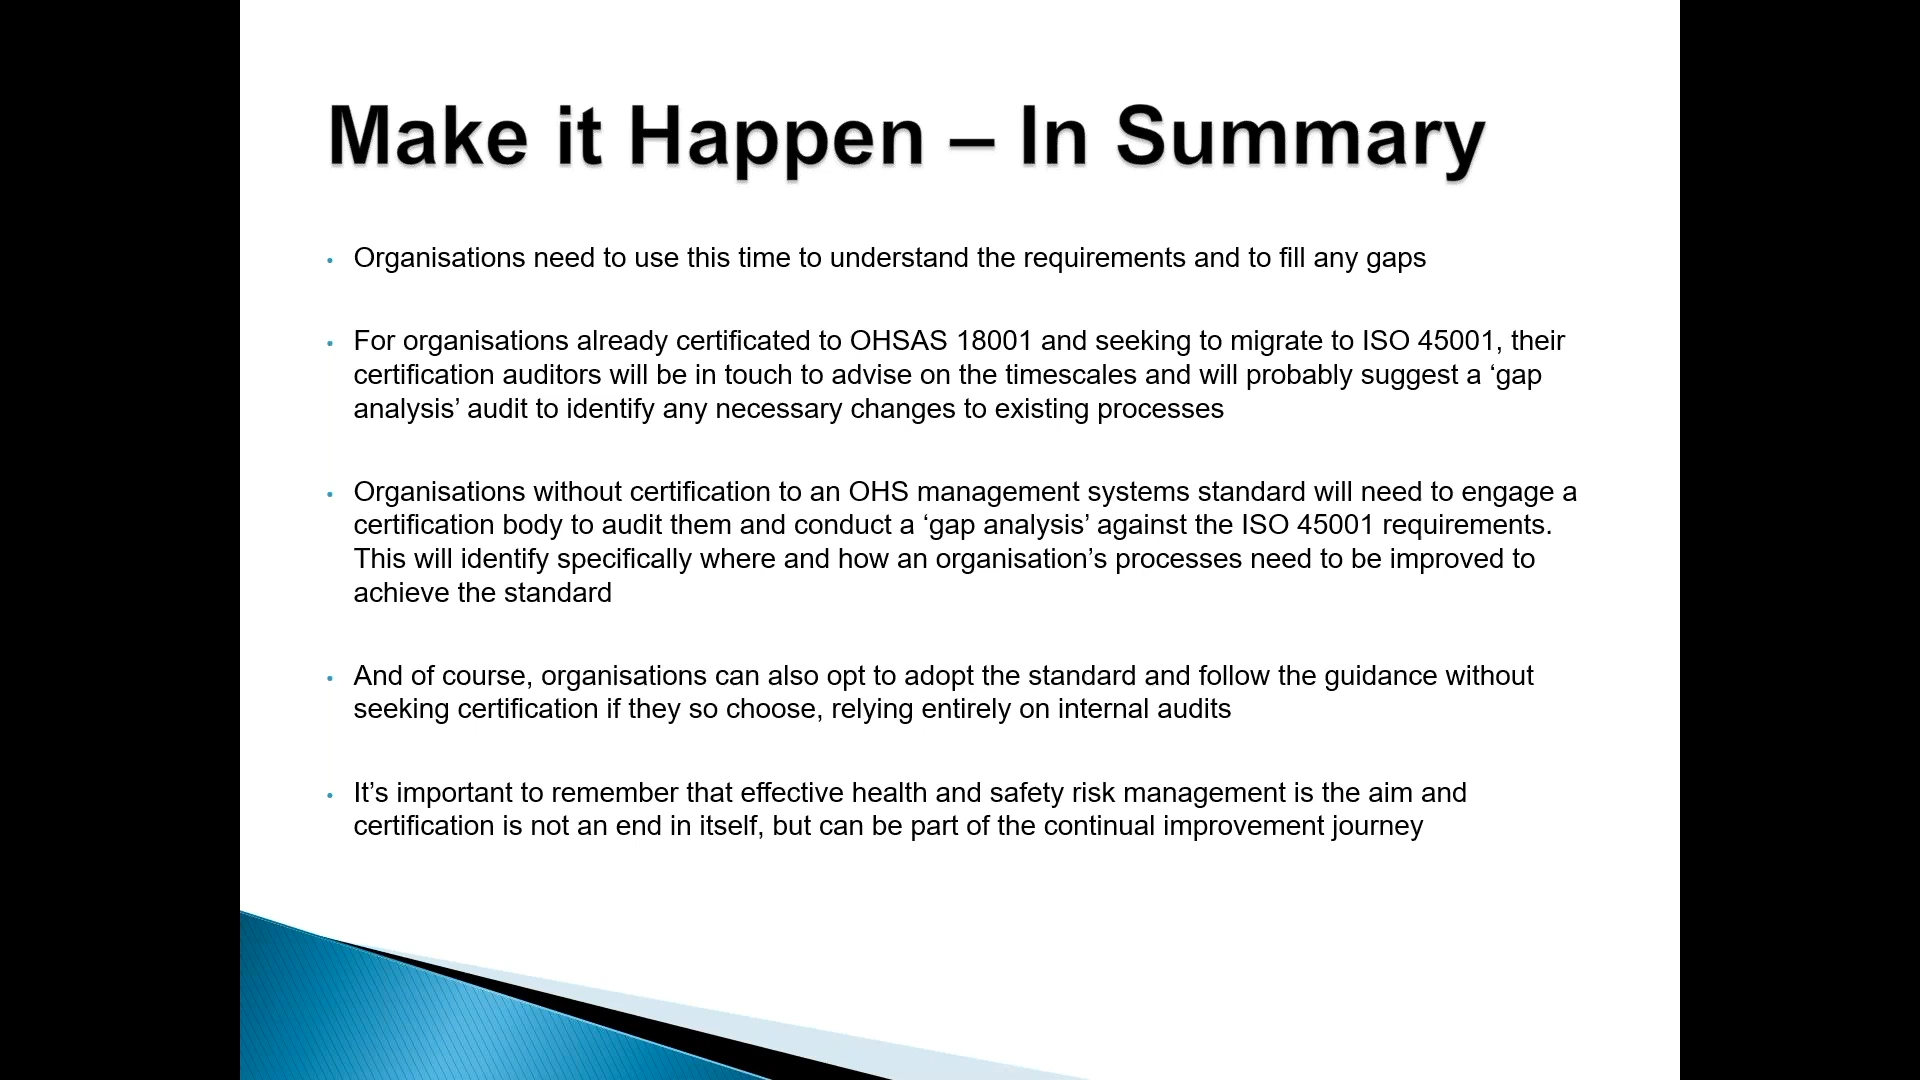 Make it Happen – In Summary
• Organisations need to use this time to understand the requirements and to fill any gaps
• For organisations already certificated to OHSAS 18001 and seeking to migrate to ISO 45001, their
certification auditors will be in touch to advise on the timescales and will probably suggest a ‘gap
analysis’ audit to identify any necessary changes to existing processes
• Organisations without certification to an OHS management systems standard will need to engage a
certification body to audit them and conduct a ‘gap analysis’ against the ISO 45001 requirements.
This will identify specifically where and how an organisation’s processes need to be improved to
achieve the standard
• And of course, organisations can also opt to adopt the standard and follow the guidance without
seeking certification if they so choose, relying entirely on internal audits
• It’s important to remember that effective health and safety risk management is the aim and
certification is not an end in itself, but can be part of the continual improvement journey